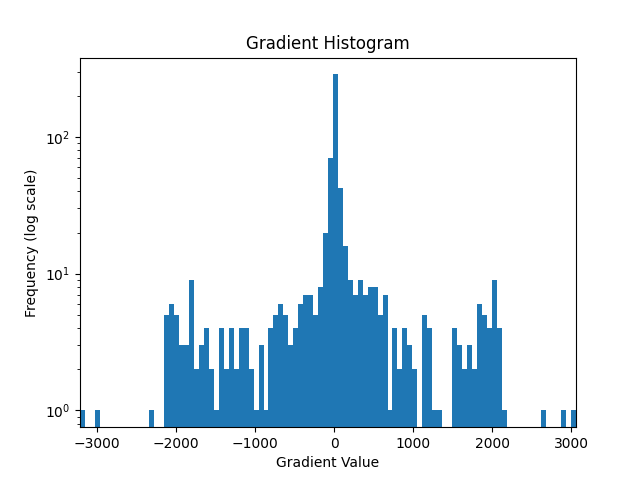 Gradient Histogram
Frequency (log scale)
10²
10¹
10⁰
−3000 −2000 −1000 0 1000 2000 3000
Gradient Value